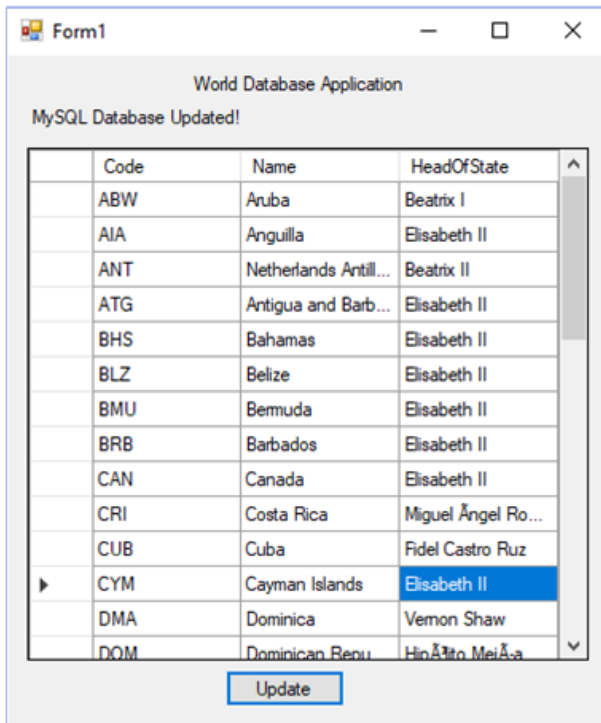 Form1
World Database Application
MySQL Database Updated!
Code Name HeadOfState
ABW Aruba Beatrix I
AIA Anguilla Elisabeth II
ANT Netherlands Antill... Beatrix II
ATG Antigua and Barb... Elisabeth II
BHS Bahamas Elisabeth II
BLZ Belize Elisabeth II
BMU Bermuda Elisabeth II
BRB Barbados Elisabeth II
CAN Canada Elisabeth II
CRI Costa Rica Miguel Ãngel Ro...
CUB Cuba Fidel Castro Ruz
CYM Cayman Islands Elisabeth II
DMA Dominica Vernon Shaw
DOM Dominican Repu HipÃ³lito MejÃ-a
Update